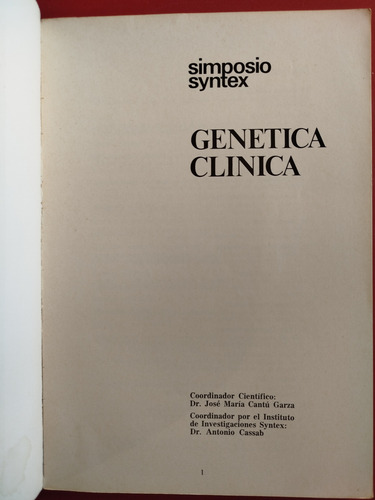 simposio
syntex
GENETICA
CLINICA
Coordinador Científico:
Dr. José María Cantú Garza
Coordinador por el Instituto
de Investigaciones Syntex:
Dr. Antonio Cassab
1